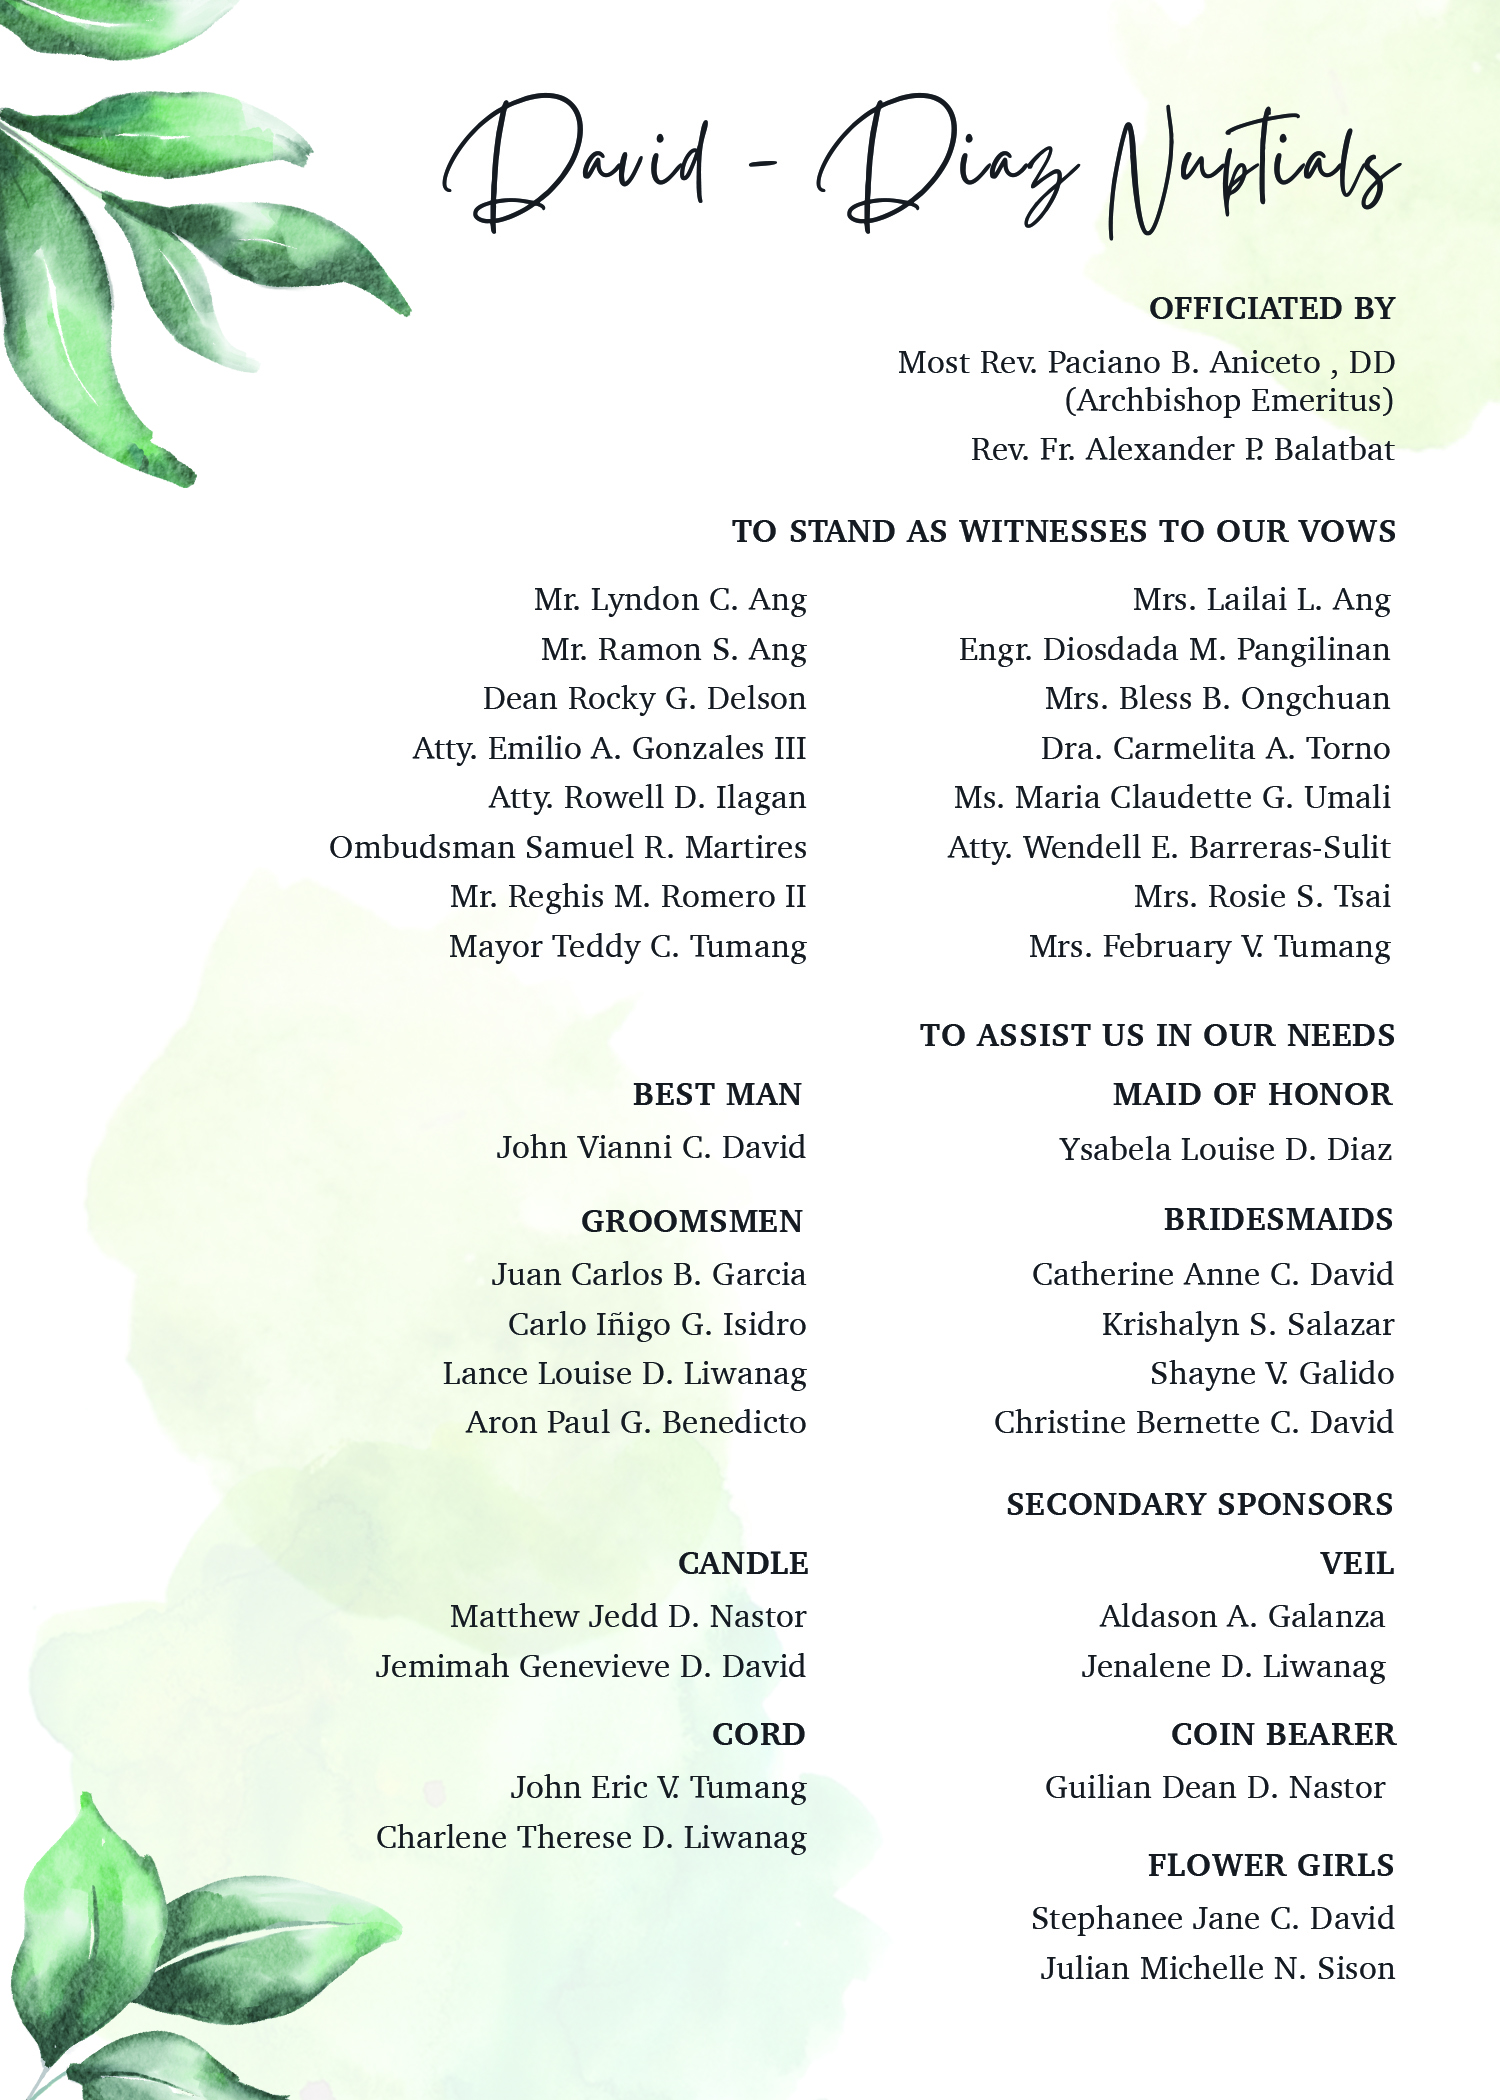 David - Diaz Nuptials
OFFICIATED BY
Most Rev. Paciano B. Aniceto , DD
(Archbishop Emeritus)
Rev. Fr. Alexander P. Balatbat
TO STAND AS WITNESSES TO OUR VOWS
Mr. Lyndon C. Ang
Mr. Ramon S. Ang
Dean Rocky G. Delson
Atty. Emilio A. Gonzales III
Atty. Rowell D. Ilagan
Ombudsman Samuel R. Martires
Mr. Reghis M. Romero II
Mayor Teddy C. Tumang
Mrs. Lailai L. Ang
Engr. Diosdada M. Pangilinan
Mrs. Bless B. Ongchuan
Dra. Carmelita A. Torno
Ms. Maria Claudette G. Umali
Atty. Wendell E. Barreras-Sulit
Mrs. Rosie S. Tsai
Mrs. February V. Tumang
TO ASSIST US IN OUR NEEDS
BEST MAN
John Vianni C. David
MAID OF HONOR
Ysabela Louise D. Diaz
GROOMSMEN
Juan Carlos B. Garcia
Carlo Iñigo G. Isidro
Lance Louise D. Liwanag
Aron Paul G. Benedicto
BRIDESMAIDS
Catherine Anne C. David
Krishalyn S. Salazar
Shayne V. Galido
Christine Bernette C. David
SECONDARY SPONSORS
CANDLE
Matthew Jedd D. Nastor
Jemimah Genevieve D. David
VEIL
Aldason A. Galanza
Jenalene D. Liwanag
CORD
John Eric V. Tumang
Charlene Therese D. Liwanag
COIN BEARER
Guilian Dean D. Nastor
FLOWER GIRLS
Stephanee Jane C. David
Julian Michelle N. Sison